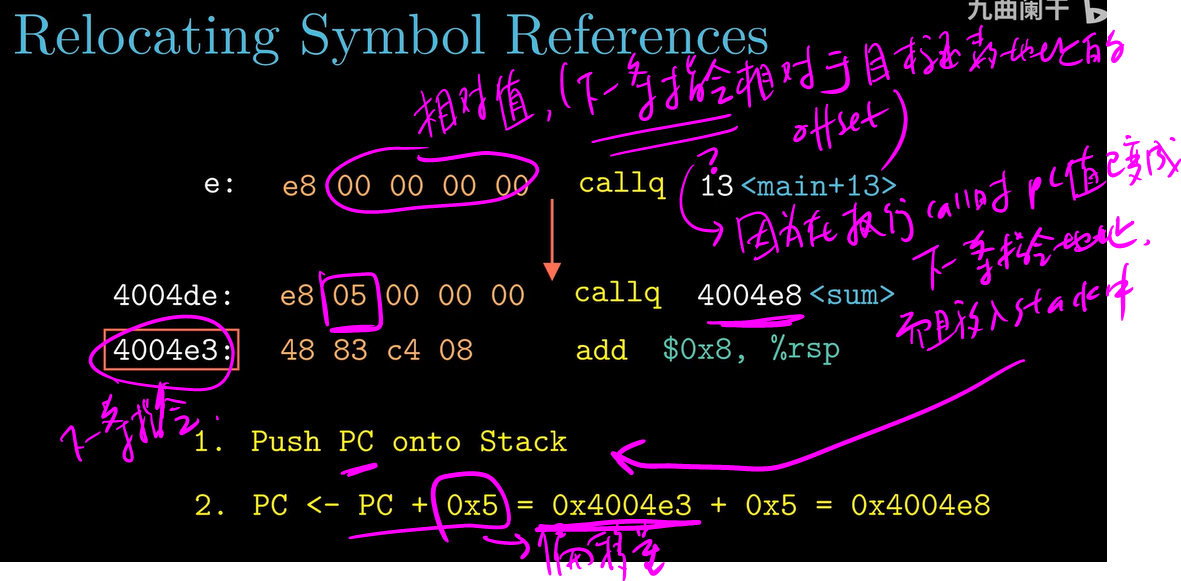 九曲阑干
Relocating Symbol References
相对值,(下一条指令相对于目标函数地址的
offset)
?
e: e8 00 00 00 00 callq 13 <main+13>
因为在执行call时pc值已变成
下一条指令地址,
而且放入stack中
4004de: e8 05 00 00 00 callq 4004e8 <sum>
4004e3: 48 83 c4 08 add $0x8, %rsp
下一条指令.
1. Push PC onto Stack
2. PC <- PC + 0x5 = 0x4004e3 + 0x5 = 0x4004e8
偏移量